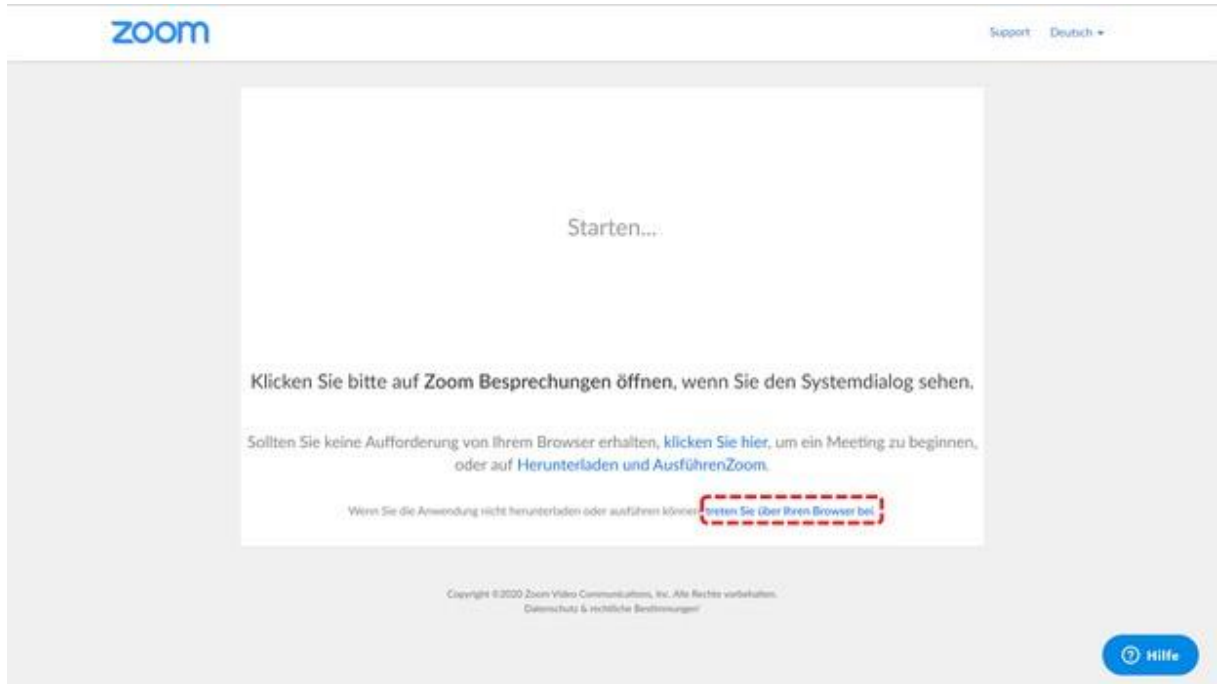 zoom
Support Deutsch
Starten...
Klicken Sie bitte auf Zoom Besprechungen öffnen, wenn Sie den Systemdialog sehen.
Sollten Sie keine Aufforderung von Ihrem Browser erhalten, klicken Sie hier, um ein Meeting zu beginnen,
oder auf Herunterladen und AusführenZoom.
Wenn Sie die Anwendung nicht herunterladen oder ausführen können treten Sie über Ihren Browser bei.
Copyright ©2020 Zoom Video Communications, Inc. Alle Rechte vorbehalten.
Datenschutz & rechtliche Bestimmungen
Hilfe